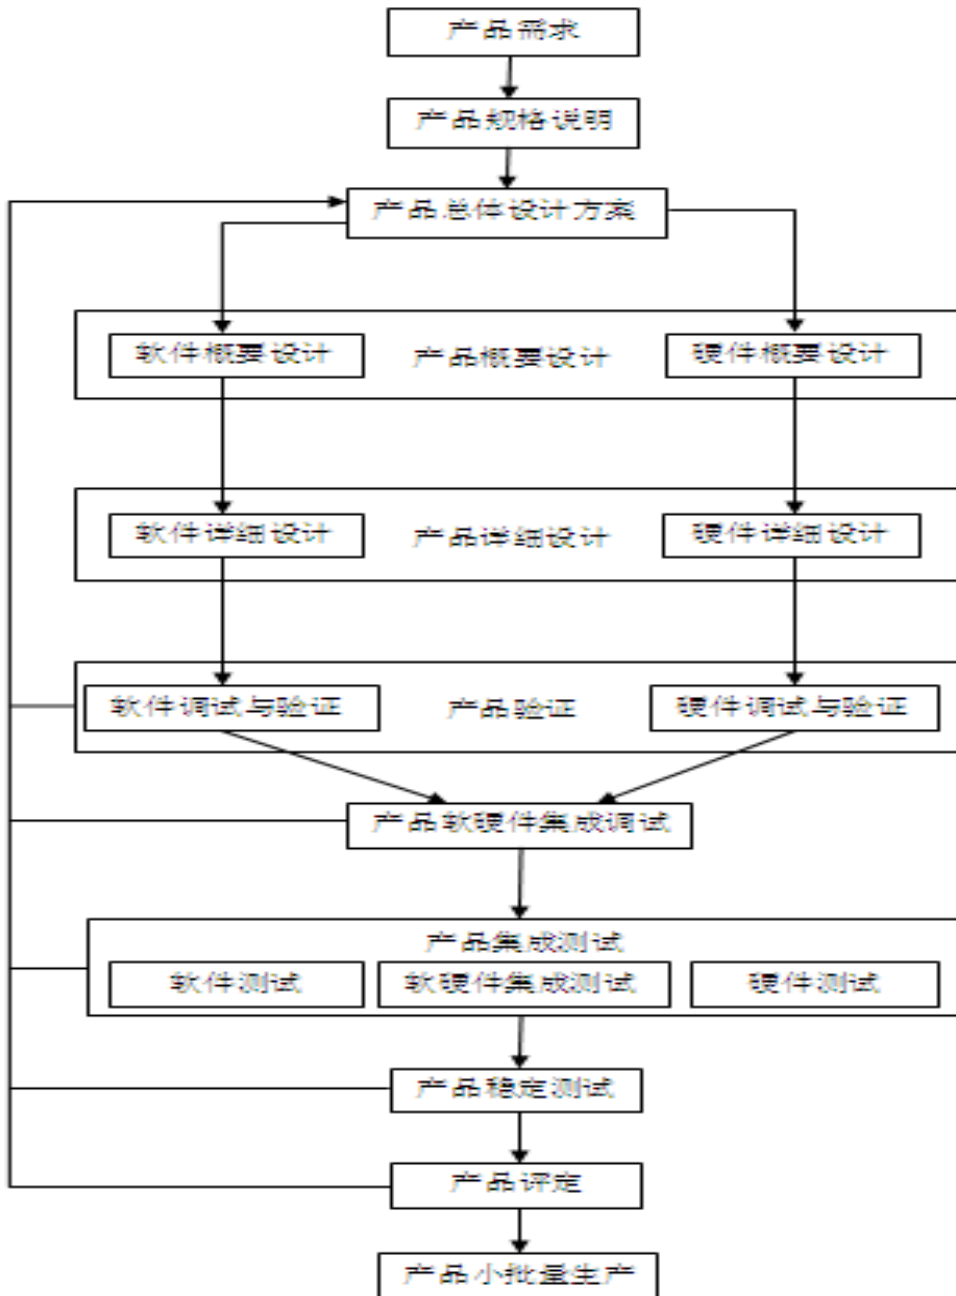 产品需求
产品规格说明
产品总体设计方案
软件概要设计
产品概要设计
硬件概要设计
软件详细设计
产品详细设计
硬件详细设计
软件调试与验证
产品验证
硬件调试与验证
产品软硬件集成调试
产品集成测试
软件测试
软硬件集成测试
硬件测试
产品稳定测试
产品评定
产品小批量生产